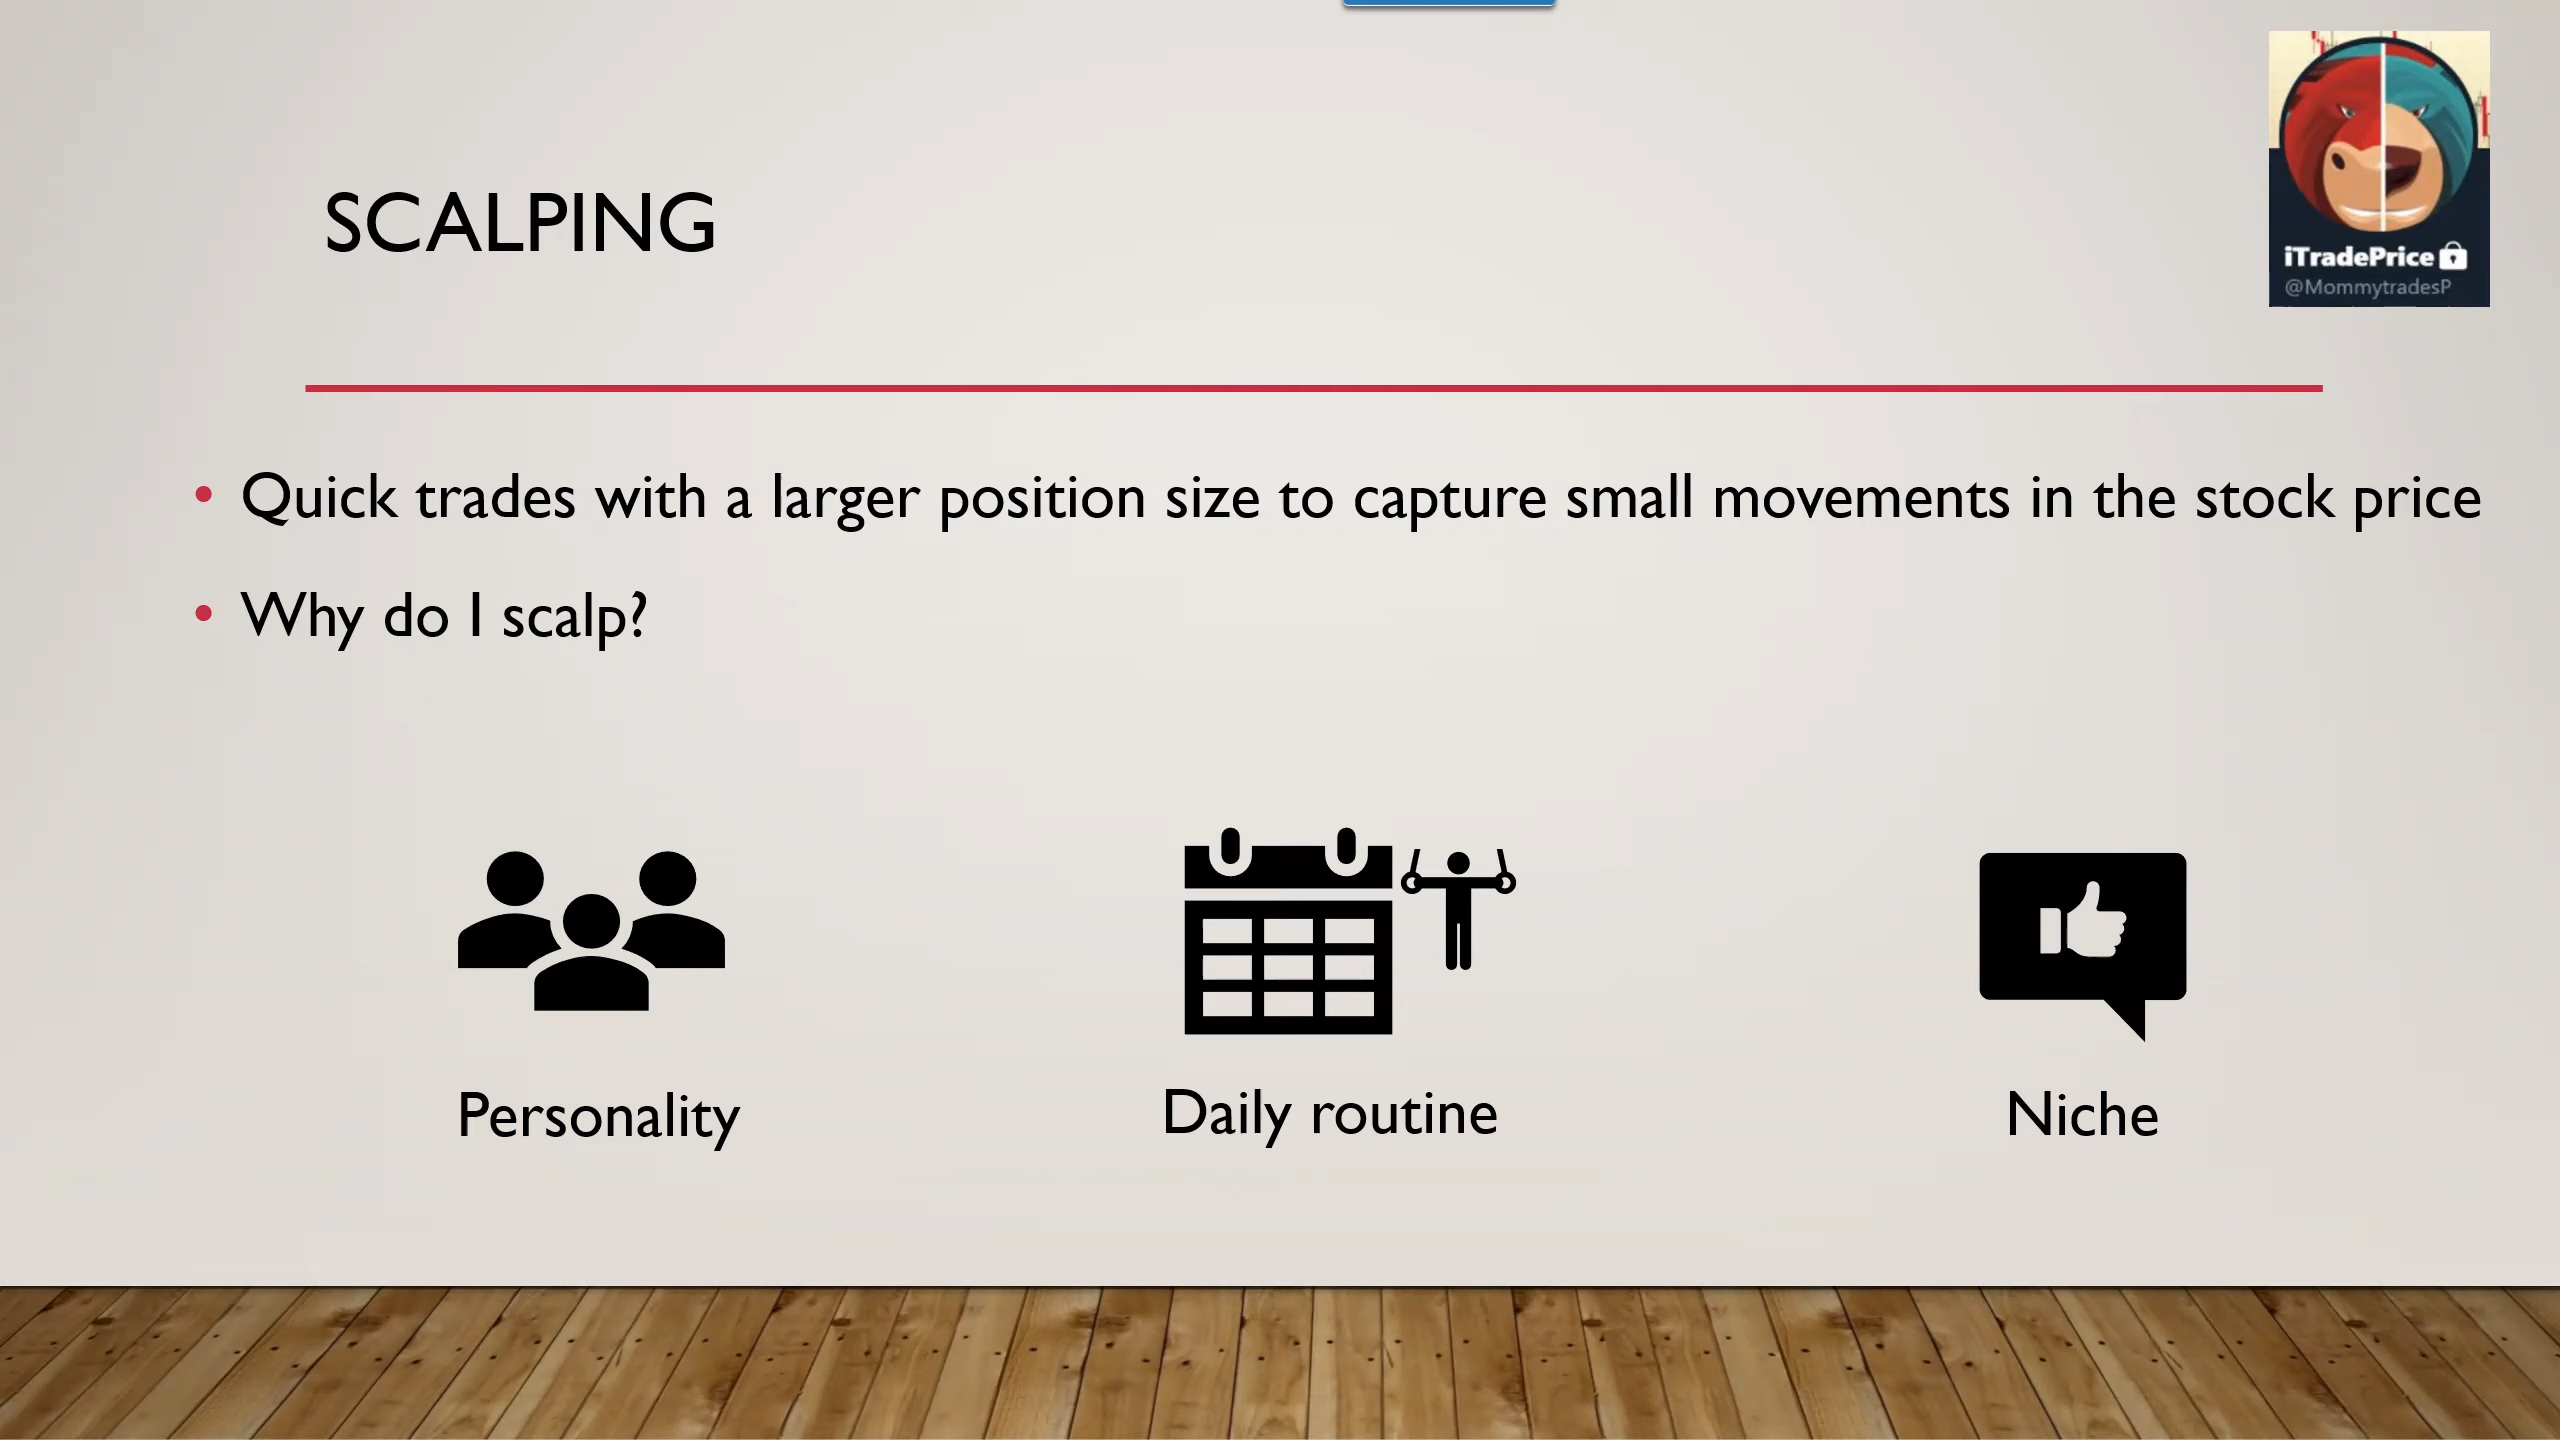 iTradePrice
@MommytradesP
SCALPING
• Quick trades with a larger position size to capture small movements in the stock price
• Why do I scalp?
Personality
Daily routine
Niche